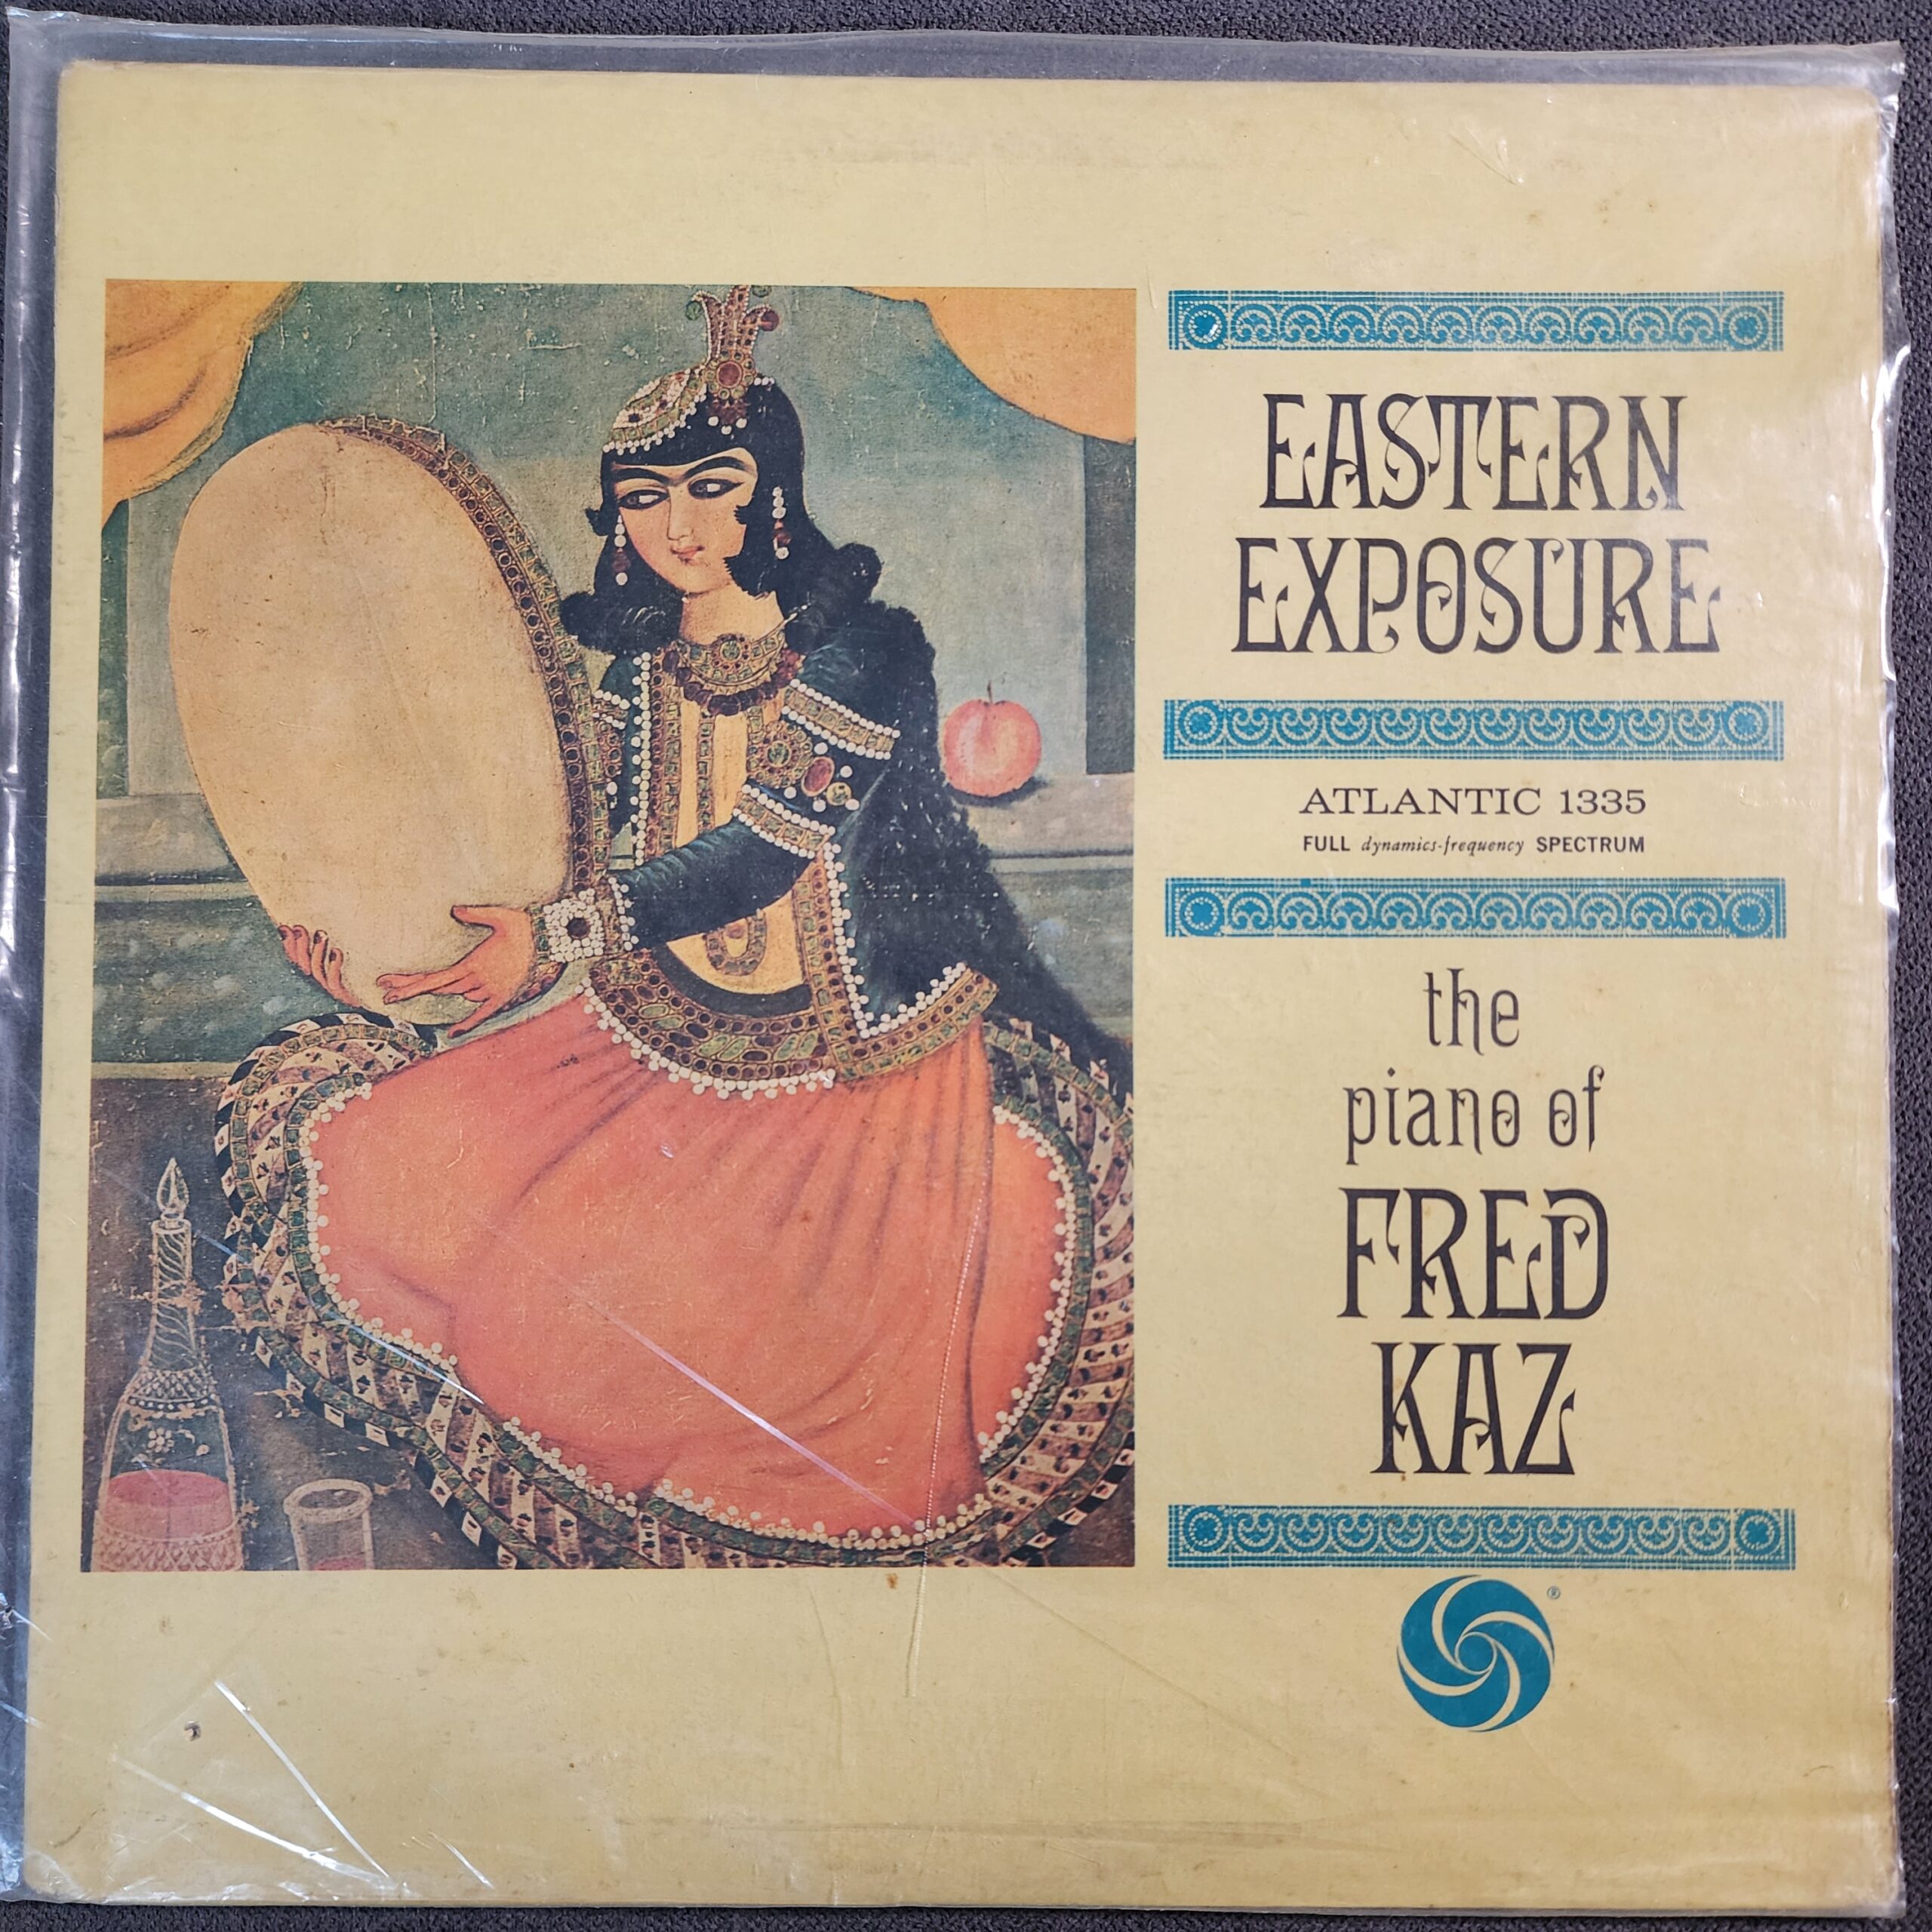 EASTERN
EXPOSURE
ATLANTIC 1335
FULL dynamics-frequency SPECTRUM
the
piano of
FRED
KAZ
®